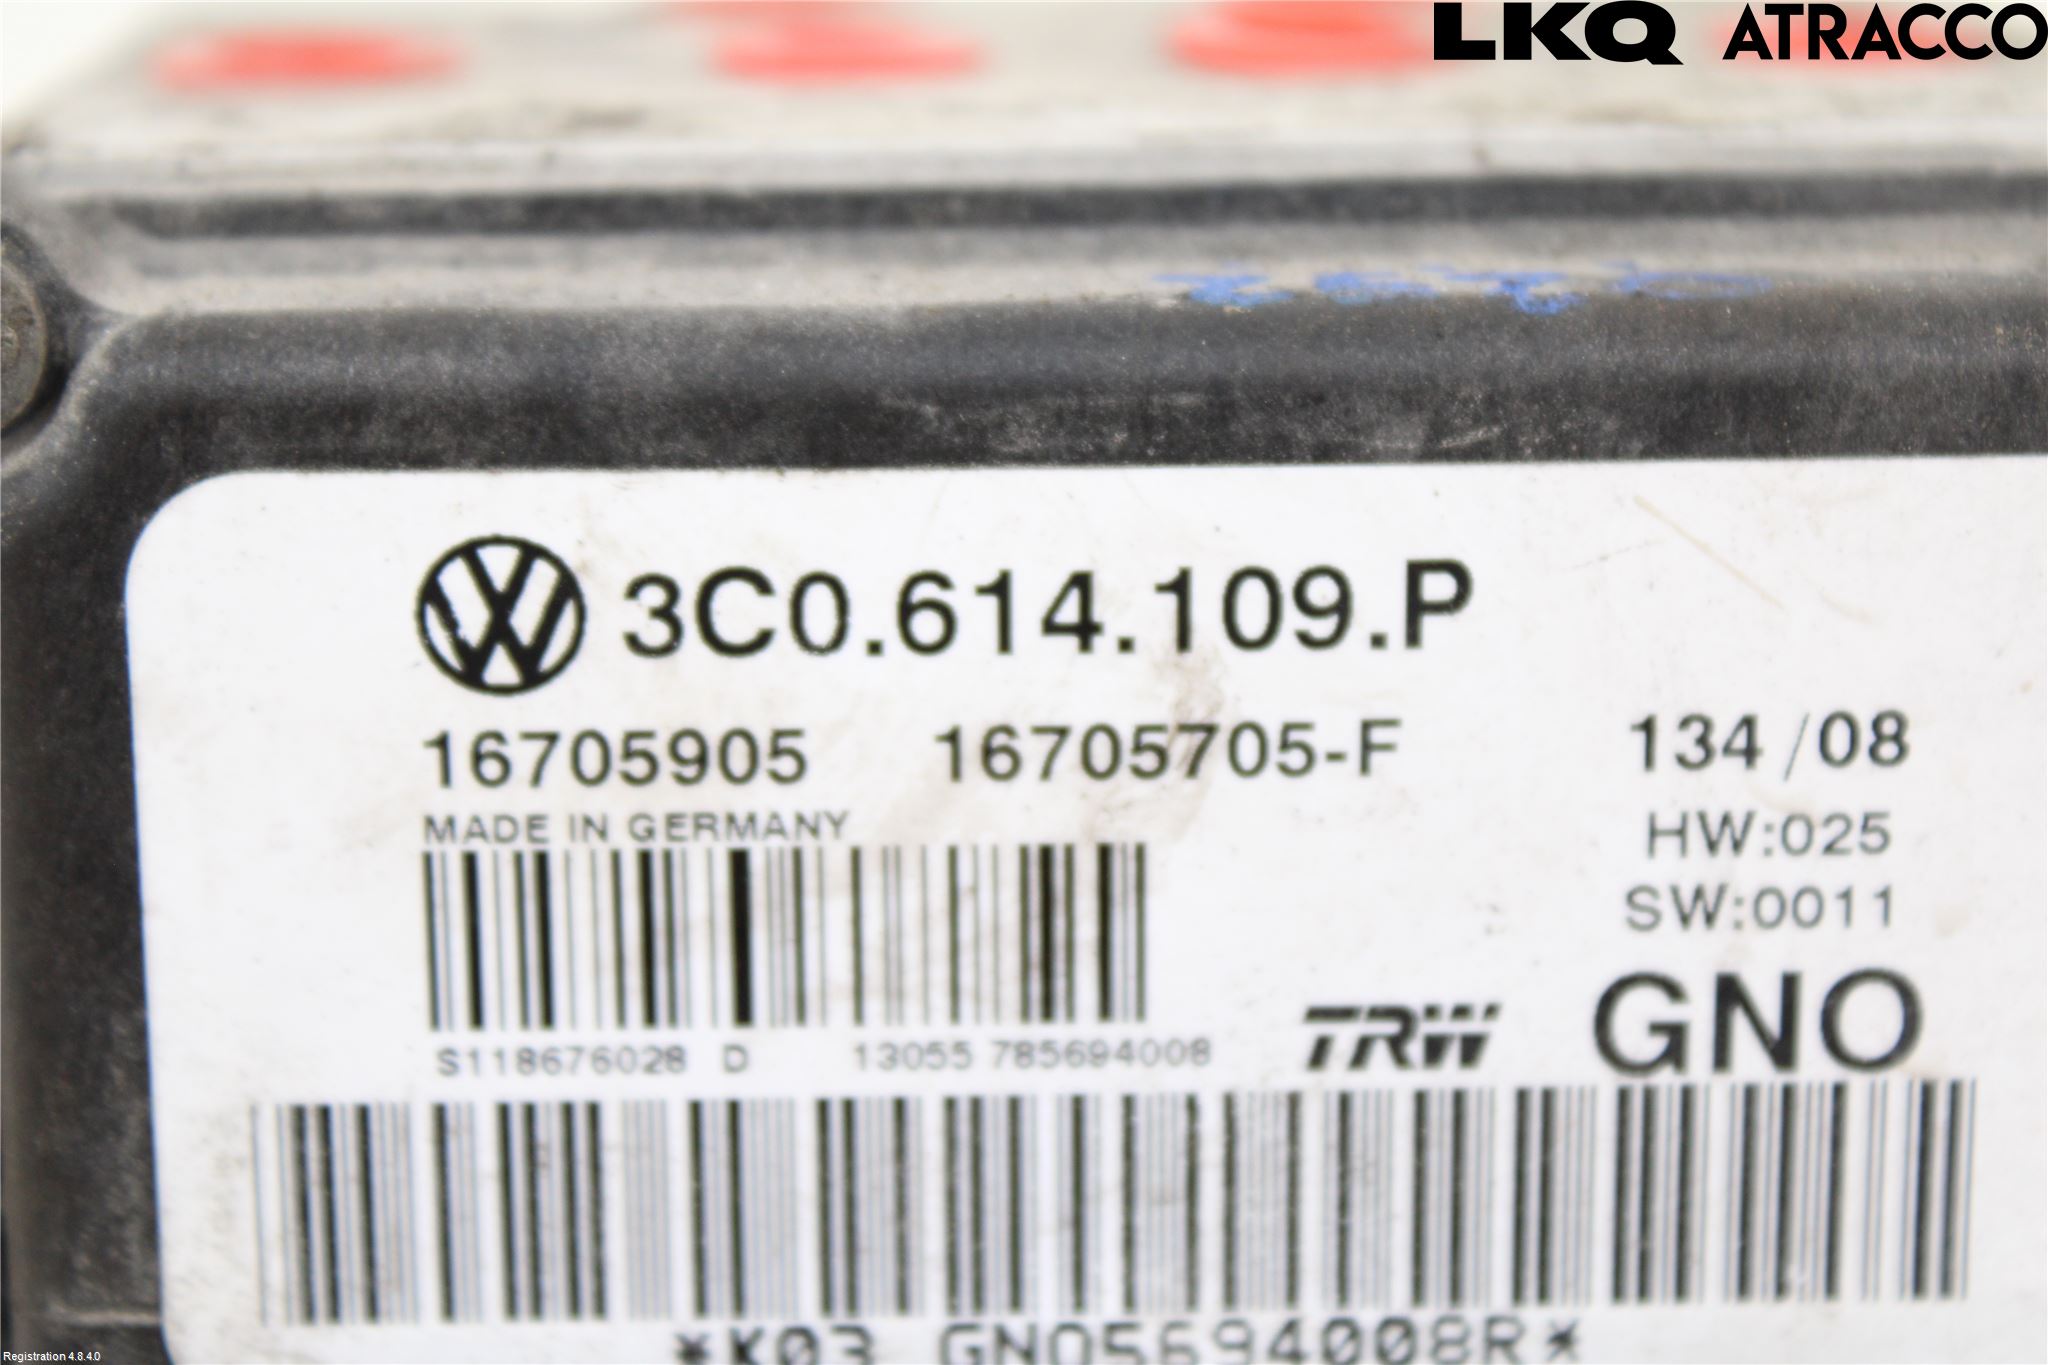 LKQ ATRACCO
3C0.614.109.P
16705905 16705705-F 134/08
MADE IN GERMANY
HW:025
SW:0011
S118676028 D 13055 785694008
TRW GNO
*K03 GNO5694008R*
Registration 4.8.4.0